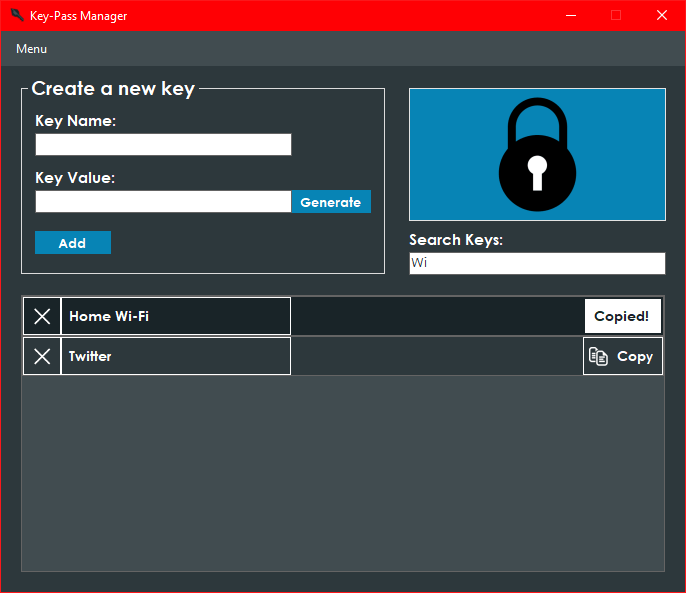 Key-Pass Manager
Menu
Create a new key
Key Name:
Key Value:
Generate
Add
Search Keys:
Wi
Home Wi-Fi
Copied!
Twitter
Copy